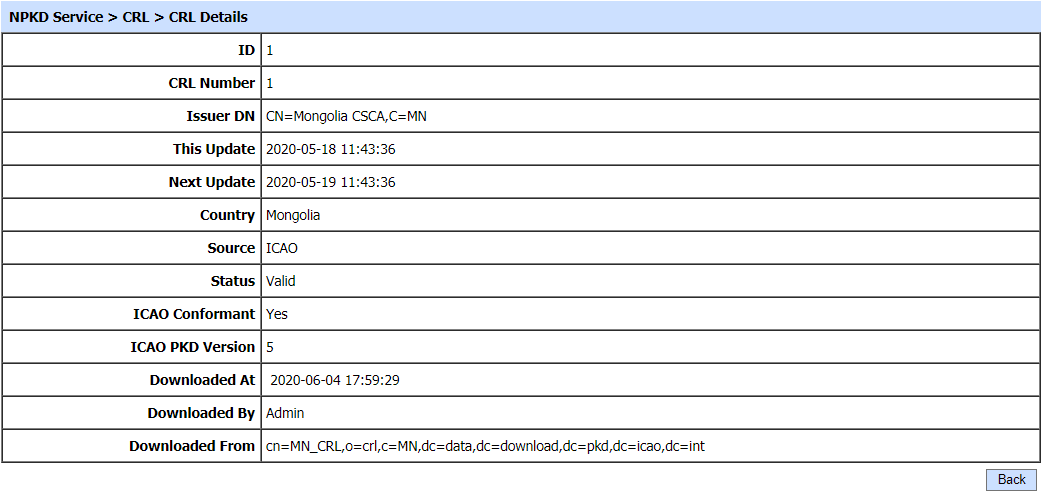 NPKD Service > CRL > CRL Details
ID 1
CRL Number 1
Issuer DN CN=Mongolia CSCA,C=MN
This Update 2020-05-18 11:43:36
Next Update 2020-05-19 11:43:36
Country Mongolia
Source ICAO
Status Valid
ICAO Conformant Yes
ICAO PKD Version 5
Downloaded At 2020-06-04 17:59:29
Downloaded By Admin
Downloaded From cn=MN_CRL,o=crl,c=MN,dc=data,dc=download,dc=pkd,dc=icao,dc=int
Back